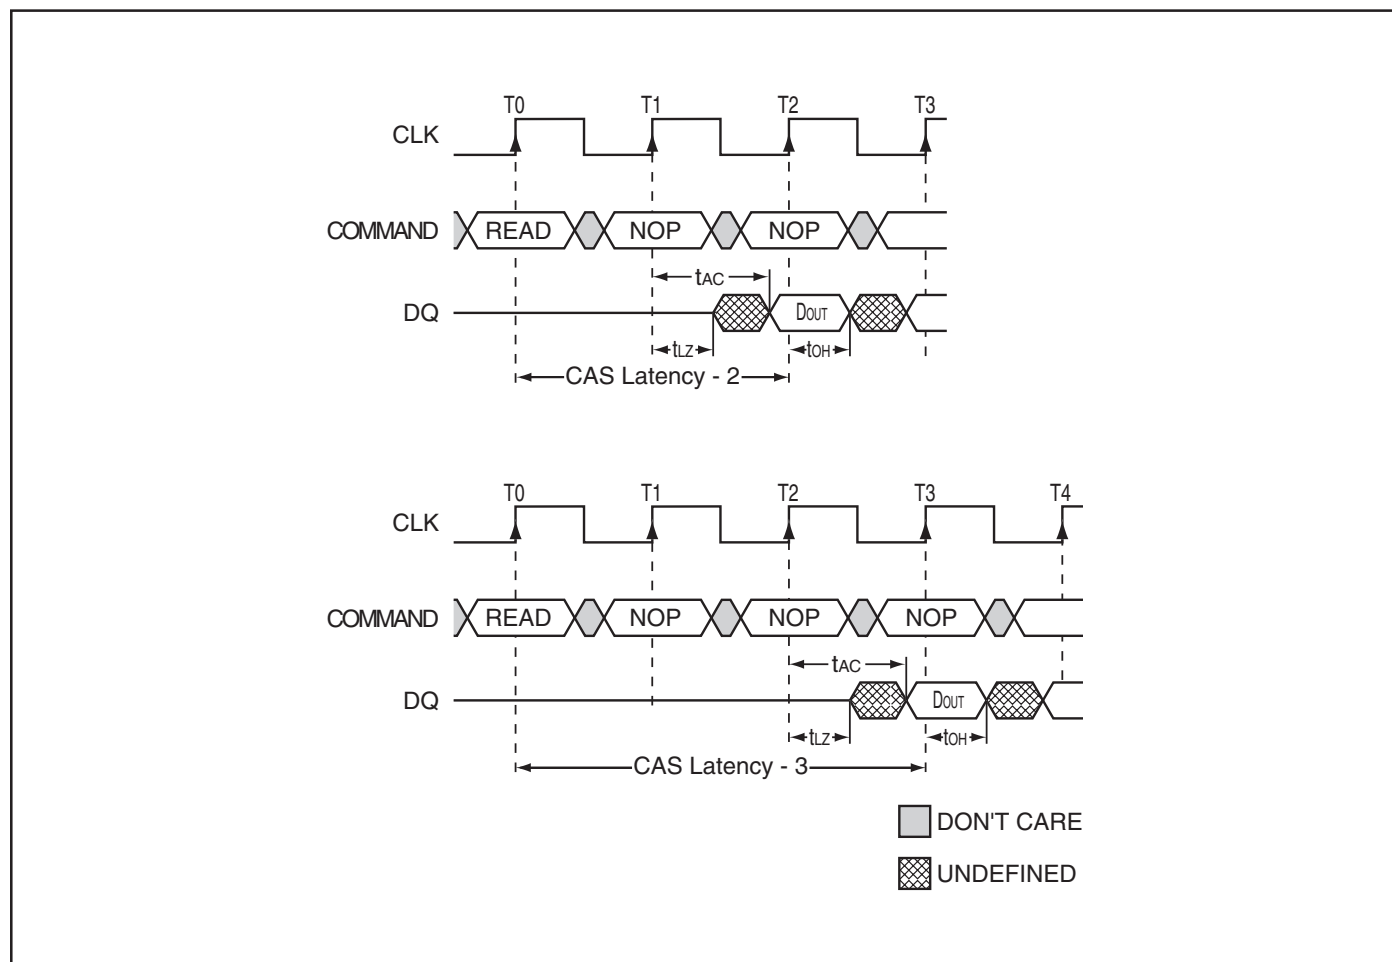 T0 T1 T2 T3
CLK
COMMAND READ NOP NOP
tAC
DQ DOUT
tLZ tOH
CAS Latency - 2
T0 T1 T2 T3 T4
CLK
COMMAND READ NOP NOP NOP
tAC
DQ DOUT
tLZ tOH
CAS Latency - 3
DON'T CARE
UNDEFINED